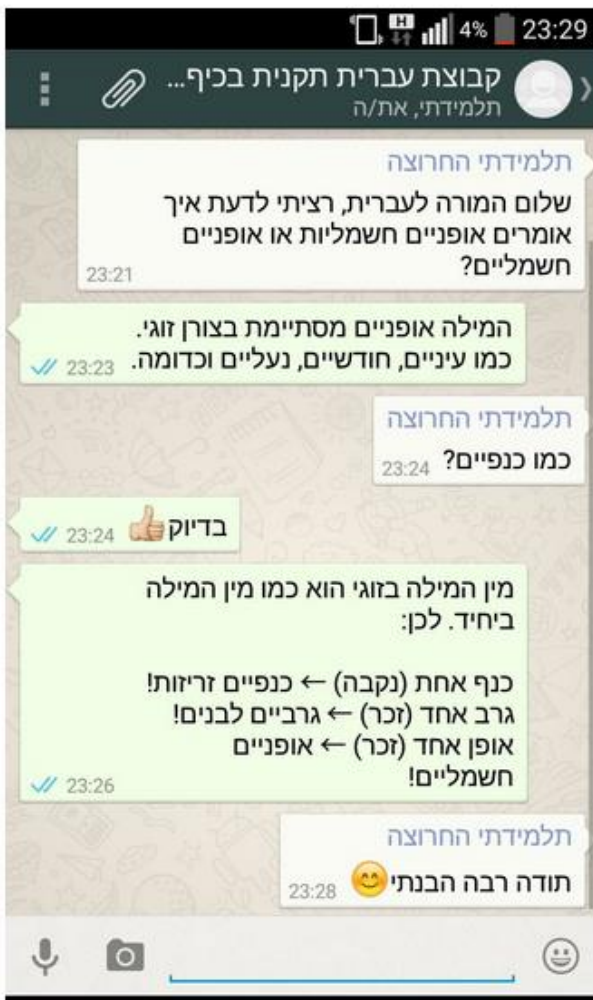 4% 23:29
קבוצת עברית תקנית בכיף...
תלמידתי, את/ה
תלמידתי החרוצה
שלום המורה לעברית, רציתי לדעת איך
אומרים אופניים חשמליות או אופניים
חשמליים?
23:21
המילה אופניים מסתיימת בצורן זוגי.
כמו עיניים, חודשיים, נעליים וכדומה.
23:23
תלמידתי החרוצה
כמו כנפיים?
23:24
בדיוק👍
23:24
מין המילה בזוגי הוא כמו מין המילה
ביחיד. לכן:
כנף אחת (נקבה) ← כנפיים זריזות!
גרב אחד (זכר) ← גרביים לבנים!
אופן אחד (זכר) ← אופניים
חשמליים!
23:26
תלמידתי החרוצה
תודה רבה הבנתי😊
23:28